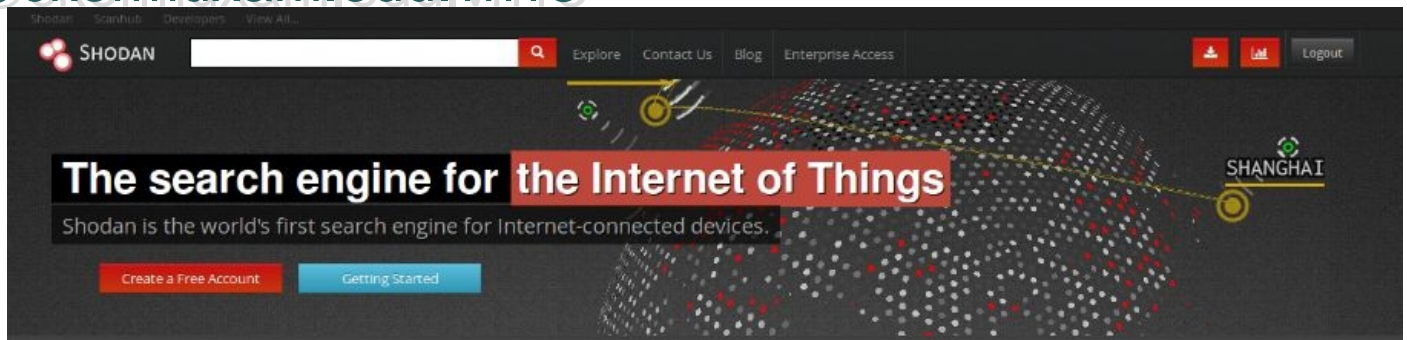 Shodan Scanhub Developers View All...
SHODAN Explore Contact Us Blog Enterprise Access Logout
SHANGHAI
The search engine for the Internet of Things
Shodan is the world's first search engine for Internet-connected devices.
Create a Free Account Getting Started